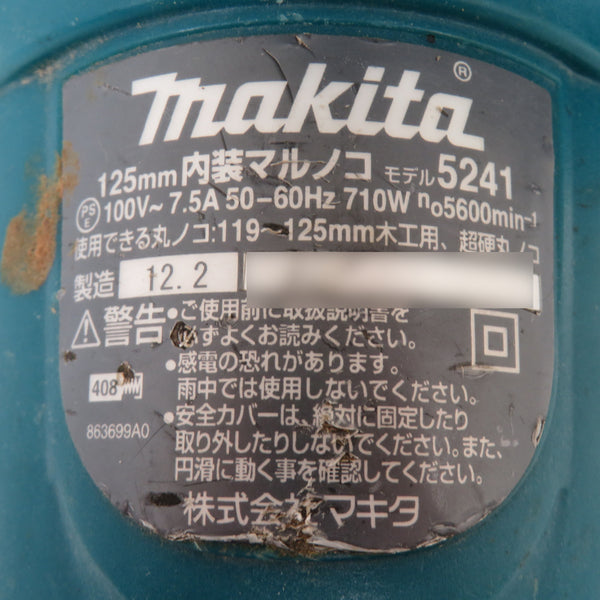 makita®
125mm 内装マルノコ モデル 5241
PSE 100V~ 7.5A 50-60Hz 710W n₀5600min⁻¹
使用できる丸ノコ:119~125mm木工用、超硬丸ノコ
製造 12.2
警告 •ご使用前に取扱説明書を
必ずよくお読みください。
•感電の恐れがあります。
雨中では使用しないでください。
•安全カバーは、絶対に固定したり
取り外したりしないでください。また、
円滑に動く事を確認してください。
408
863699A0
株式会社 マキタ